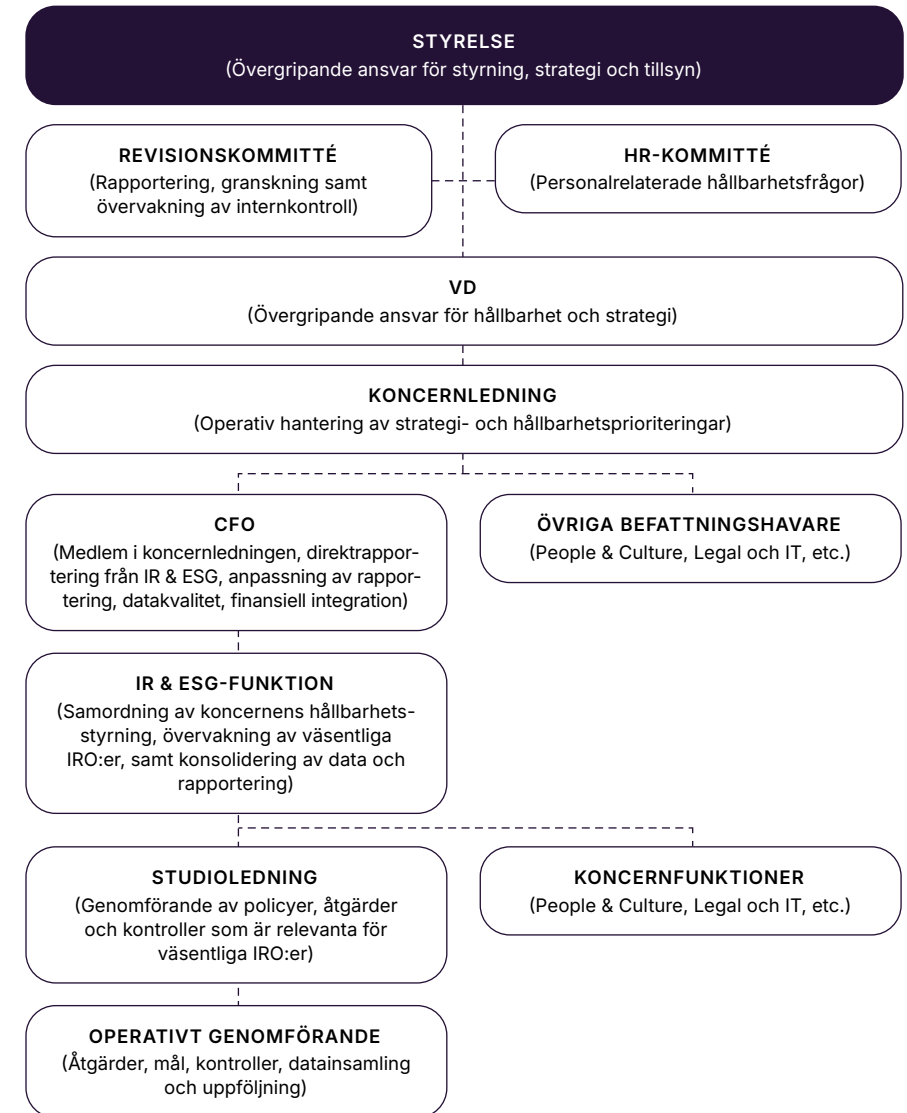 STYRELSE
(Övergripande ansvar för styrning, strategi och tillsyn)
REVISIONSKOMMITTÉ
(Rapportering, granskning samt
övervakning av internkontroll)
HR-KOMMITTÉ
(Personalrelaterade hållbarhetsfrågor)
VD
(Övergripande ansvar för hållbarhet och strategi)
KONCERNLEDNING
(Operativ hantering av strategi- och hållbarhetsprioriteringar)
CFO
(Medlem i koncernledningen, direktrappor-
tering från IR & ESG, anpassning av rappor-
tering, datakvalitet, finansiell integration)
ÖVRIGA BEFATTNINGSHAVARE
(People & Culture, Legal och IT, etc.)
IR & ESG-FUNKTION
(Samordning av koncernens hållbarhets-
styrning, övervakning av väsentliga
IRO:er, samt konsolidering av data och
rapportering)
STUDIOLEDNING
(Genomförande av policyer, åtgärder
och kontroller som är relevanta för
väsentliga IRO:er)
KONCERNFUNKTIONER
(People & Culture, Legal och IT, etc.)
OPERATIVT GENOMFÖRANDE
(Åtgärder, mål, kontroller, datainsamling
och uppföljning)